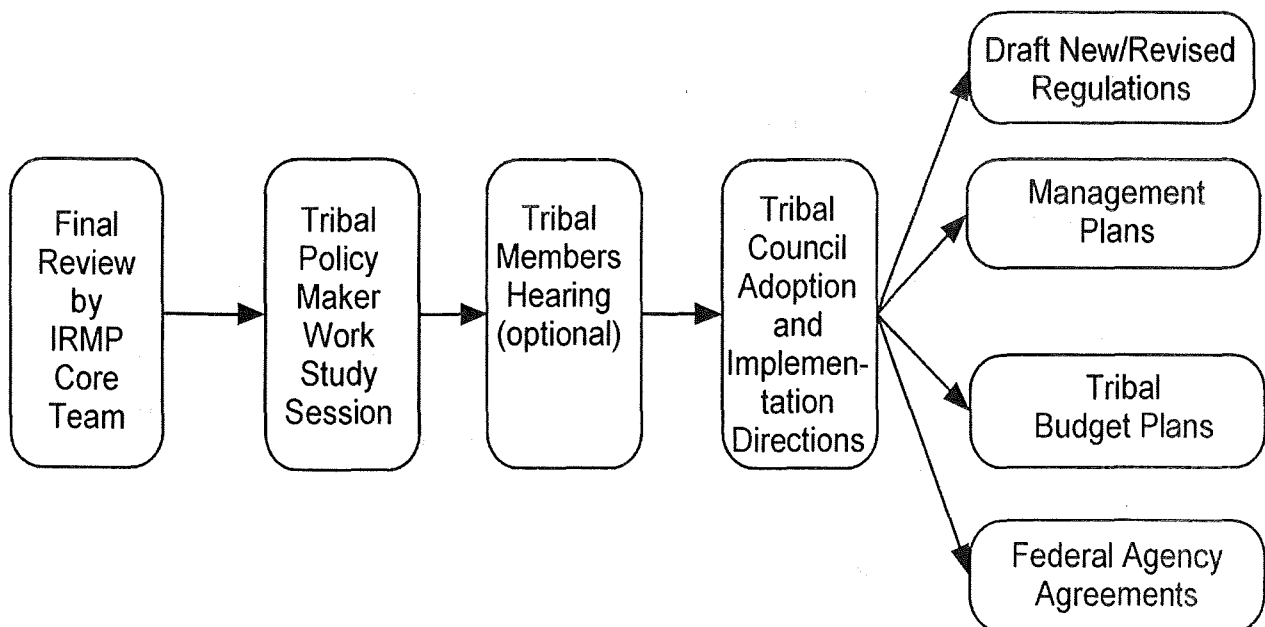 Final
Review
by
IRMP
Core
Team
Tribal
Policy
Maker
Work
Study
Session
Tribal
Members
Hearing
(optional)
Tribal
Council
Adoption
and
Implemen-
tation
Directions
Draft New/Revised
Regulations
Management
Plans
Tribal
Budget Plans
Federal Agency
Agreements